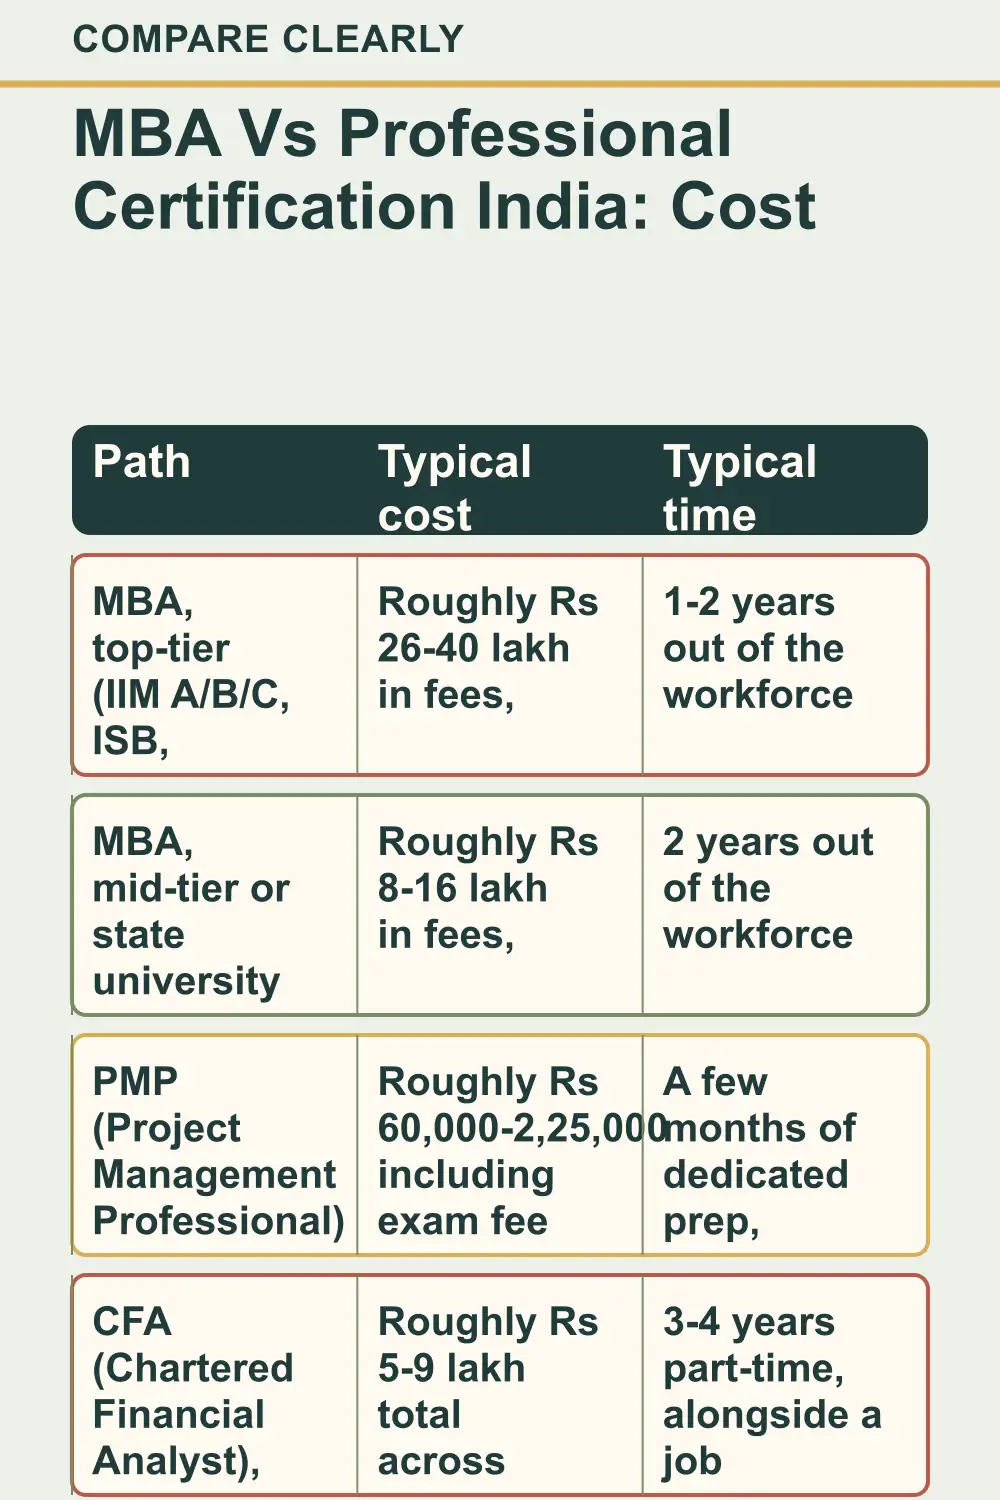 COMPARE CLEARLY
MBA Vs Professional
Certification India: Cost
Path
Typical
cost
Typical
time
MBA,
top-tier
(IIM A/B/C,
ISB,
Roughly Rs
26-40 lakh
in fees,
1-2 years
out of the
workforce
MBA,
mid-tier or
state
university
Roughly Rs
8-16 lakh
in fees,
2 years out
of the
workforce
PMP
(Project
Management
Professional)
Roughly Rs
60,000-2,25,000
including
exam fee
A few
months of
dedicated
prep,
CFA
(Chartered
Financial
Analyst),
Roughly Rs
5-9 lakh
total
across
3-4 years
part-time,
alongside a
job